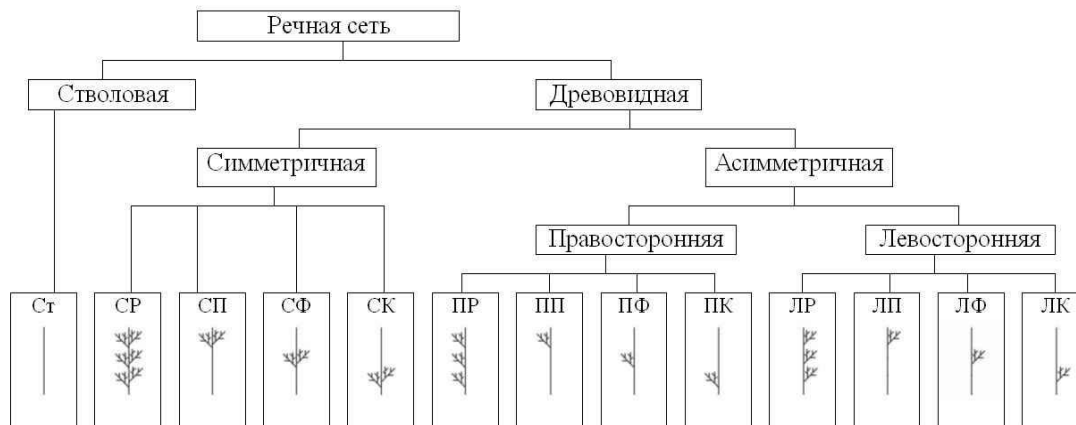 Речная сеть
Стволовая
Древовидная
Симметричная
Асимметричная
Правосторонняя
Левосторонняя
Ст
СР
СП
СФ
СК
ПР
ПП
ПФ
ПК
ЛР
ЛП
ЛФ
ЛК